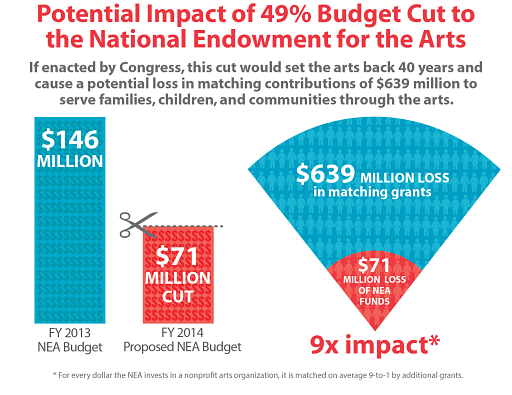 Potential Impact of 49% Budget Cut to
the National Endowment for the Arts
If enacted by Congress, this cut would set the arts back 40 years and
cause a potential loss in matching contributions of $639 million to
serve families, children, and communities through the arts.
$146
MILLION
$71
MILLION
CUT
FY 2013
NEA Budget
FY 2014
Proposed NEA Budget
$639 MILLION LOSS
in matching grants
$71
MILLION LOSS
OF NEA
FUNDS
9x impact*
* For every dollar the NEA invests in a nonprofit arts organization, it is matched on average 9-to-1 by additional grants.